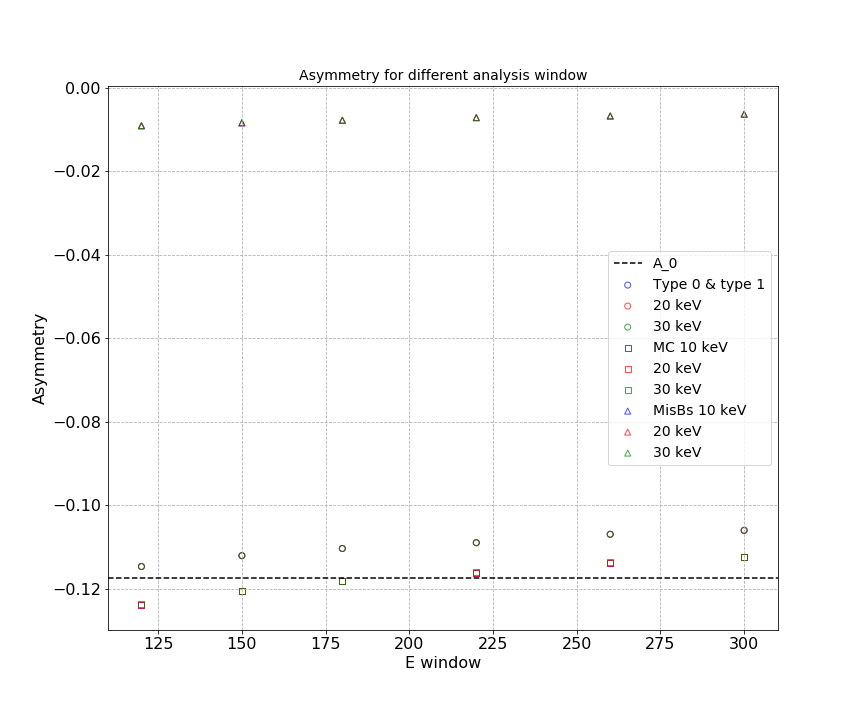 Asymmetry for different analysis window
0.00
−0.02
−0.04
−0.06
−0.08
−0.10
−0.12
Asymmetry
A_0
Type 0 & type 1
20 keV
30 keV
MC 10 keV
20 keV
30 keV
MisBs 10 keV
20 keV
30 keV
125 150 175 200 225 250 275 300
E window